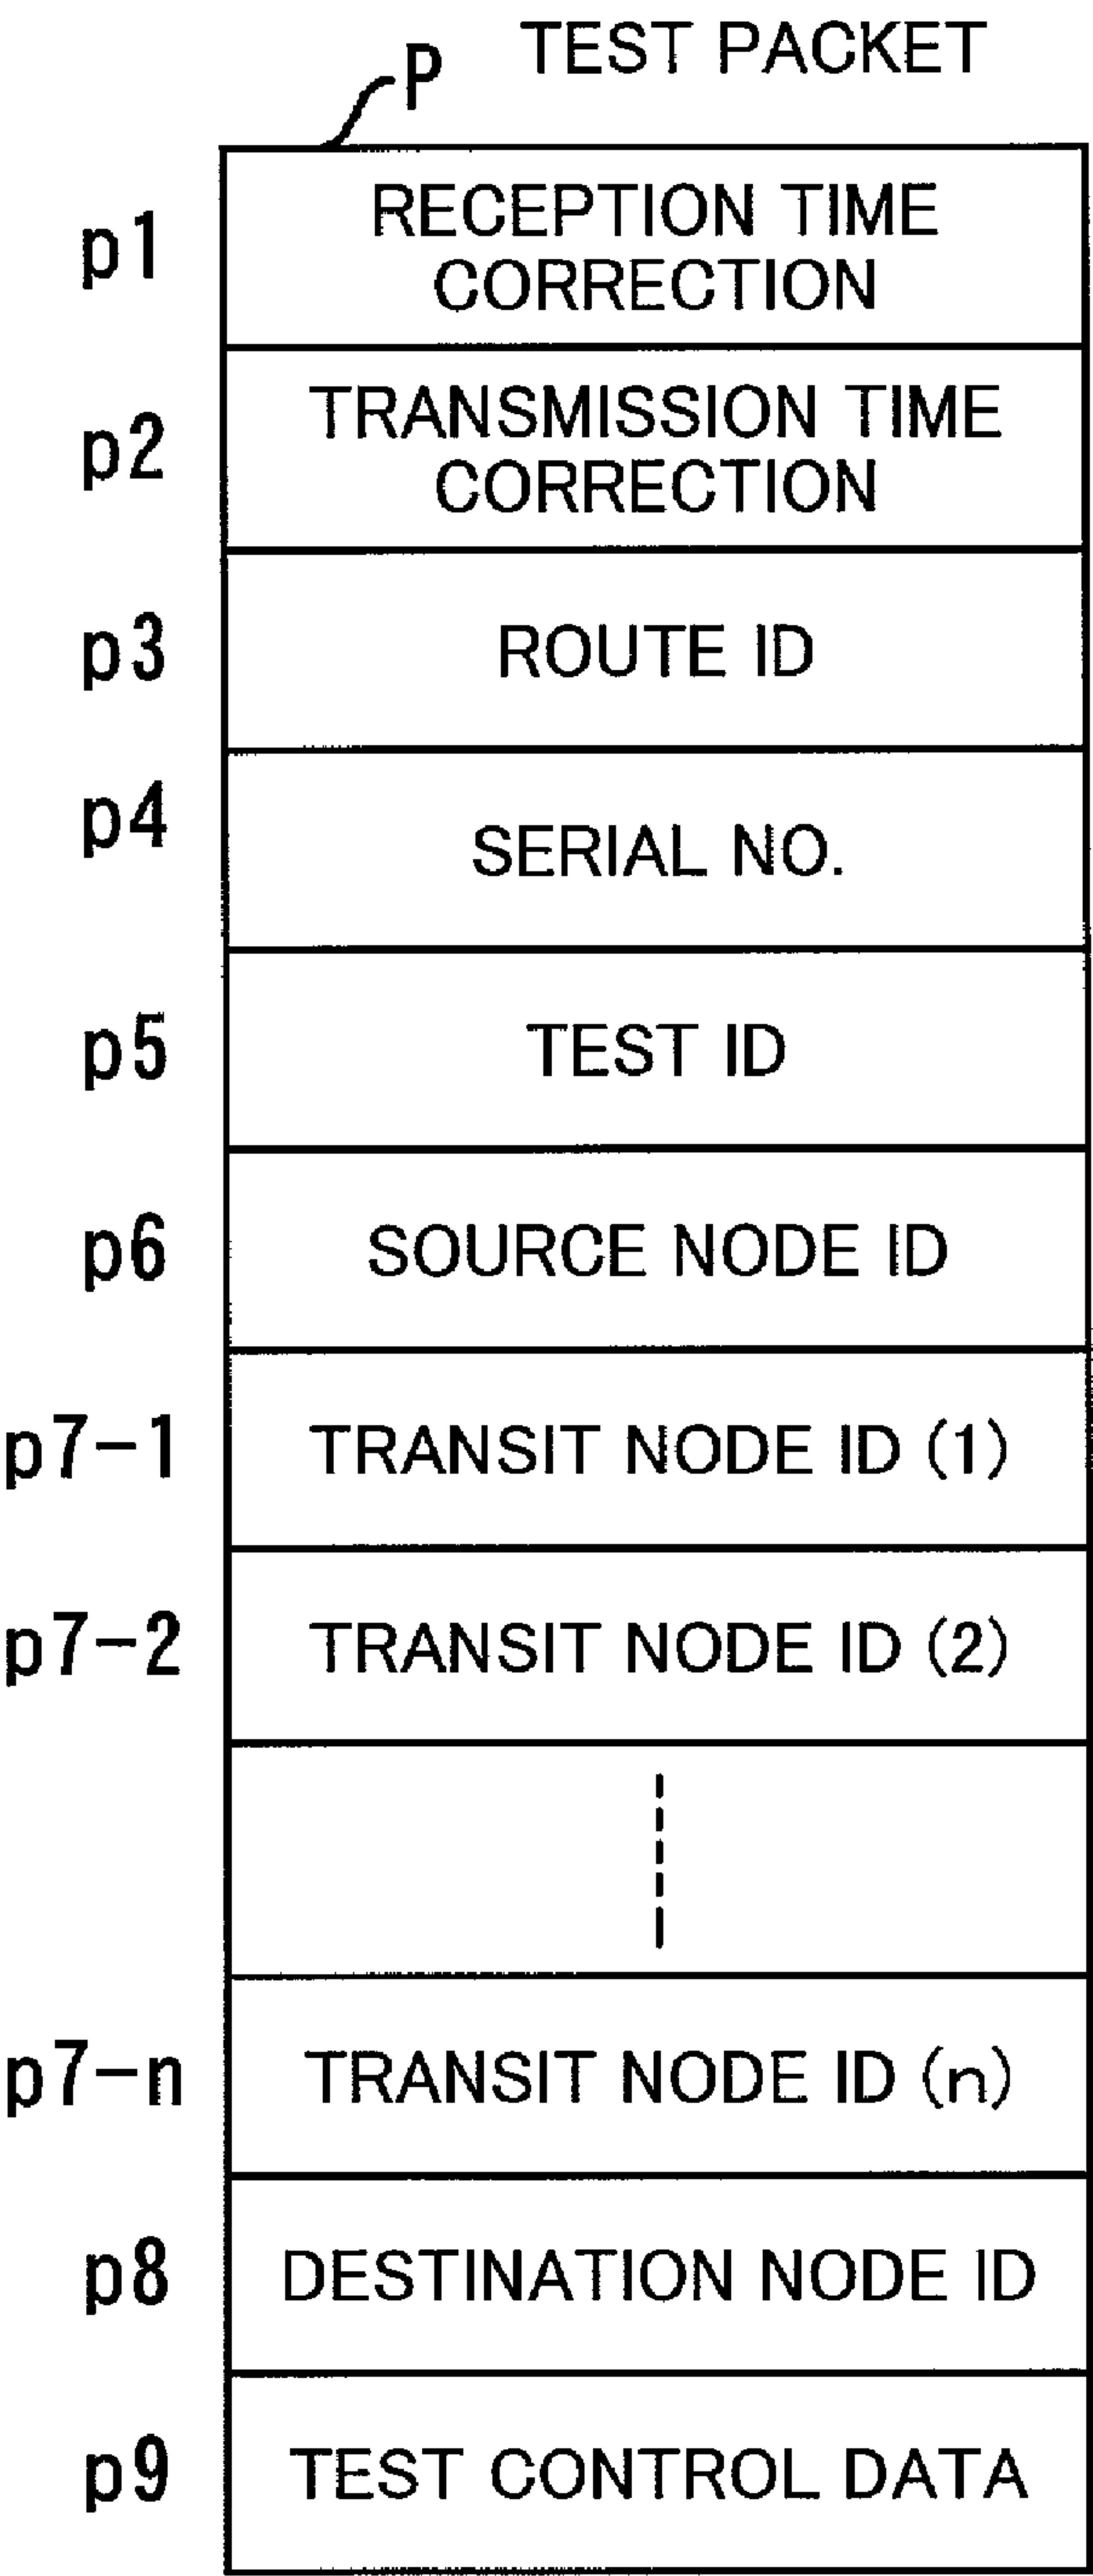 P TEST PACKET
p1 RECEPTION TIME
CORRECTION
p2 TRANSMISSION TIME
CORRECTION
p3 ROUTE ID
p4 SERIAL NO.
p5 TEST ID
p6 SOURCE NODE ID
p7-1 TRANSIT NODE ID (1)
p7-2 TRANSIT NODE ID (2)
p7-n TRANSIT NODE ID (n)
p8 DESTINATION NODE ID
p9 TEST CONTROL DATA